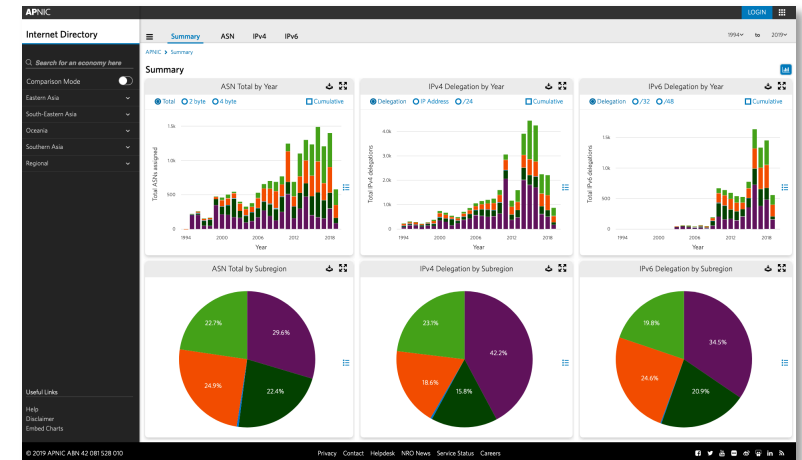 APNIC
LOGIN
Internet Directory
Summary ASN IPv4 IPv6
1994 to 2019
APNIC > Summary
Search for an economy here
Summary
Comparison Mode
Eastern Asia
South-Eastern Asia
Oceania
Southern Asia
Regional
ASN Total by Year
Total 2 byte 4 byte Cumulative
Total ASNs assigned
1.5k
1.0k
500
0
1994 2000 2006 2012 2018
Year
IPv4 Delegation by Year
Delegation IP Address /24 Cumulative
Total IPv4 delegations
4.0k
3.0k
2.0k
1.0k
0
1994 2000 2006 2012 2018
Year
IPv6 Delegation by Year
Delegation /32 /48 Cumulative
Total IPv6 delegations
1.5k
1.0k
500
0
1994 2000 2006 2012 2018
Year
ASN Total by Subregion
22.7%
29.6%
24.9%
22.4%
IPv4 Delegation by Subregion
23.1%
42.2%
18.6%
15.8%
IPv6 Delegation by Subregion
19.8%
34.5%
24.6%
20.9%
Useful Links
Help
Disclaimer
Embed Charts
© 2019 APNIC ABN 42 081 528 010
Privacy Contact Helpdesk NRO News Service Status Careers